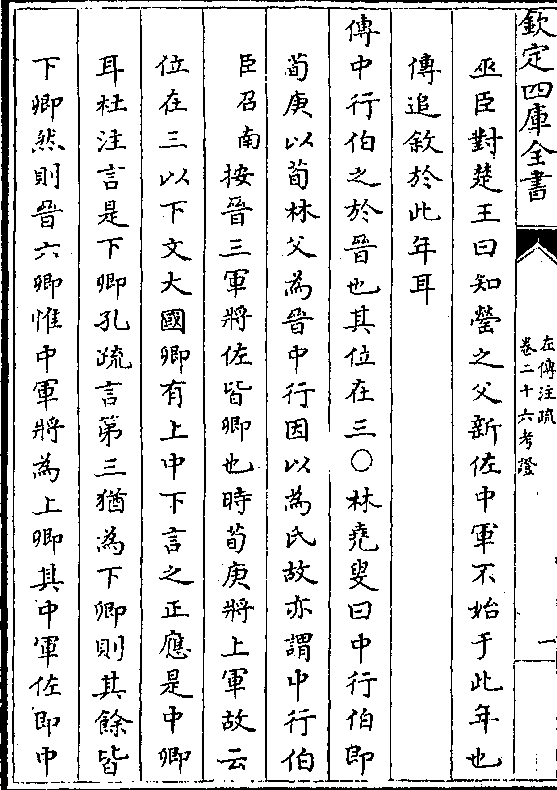 欽定四庫全書
左傳注疏
卷二十六考證
一
巫臣對楚王曰知罃之父新佐中軍不始于此年也
傳追敘於此年耳
傳中行伯之於晉也其位在三○林堯叟曰中行伯即
荀庚以荀林父為晉中行因以為氏故亦謂中行伯
臣召南按晉三軍將佐皆卿也時荀庚將上軍故云
位在三以下文大國卿有上中下言之正應是中卿
耳杜注言是下卿孔疏言第三猶為下卿則其餘皆
下卿然則晉六卿惟中軍將為上卿其中軍佐即中